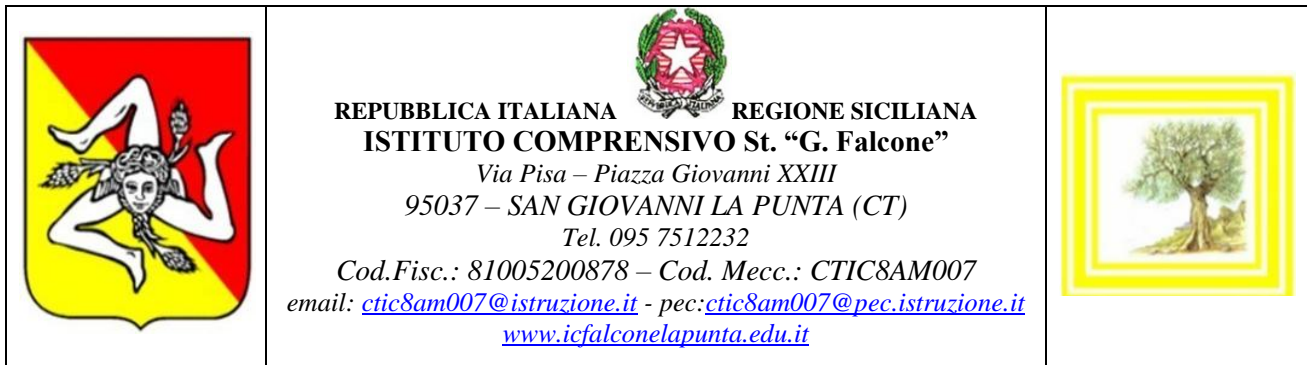 REPUBBLICA ITALIANA REGIONE SICILIANA
ISTITUTO COMPRENSIVO St. “G. Falcone”
Via Pisa – Piazza Giovanni XXIII
95037 – SAN GIOVANNI LA PUNTA (CT)
Tel. 095 7512232
Cod.Fisc.: 81005200878 – Cod. Mecc.: CTIC8AM007
email: ctic8am007@istruzione.it - pec:ctic8am007@pec.istruzione.it
www.icfalconelapunta.edu.it